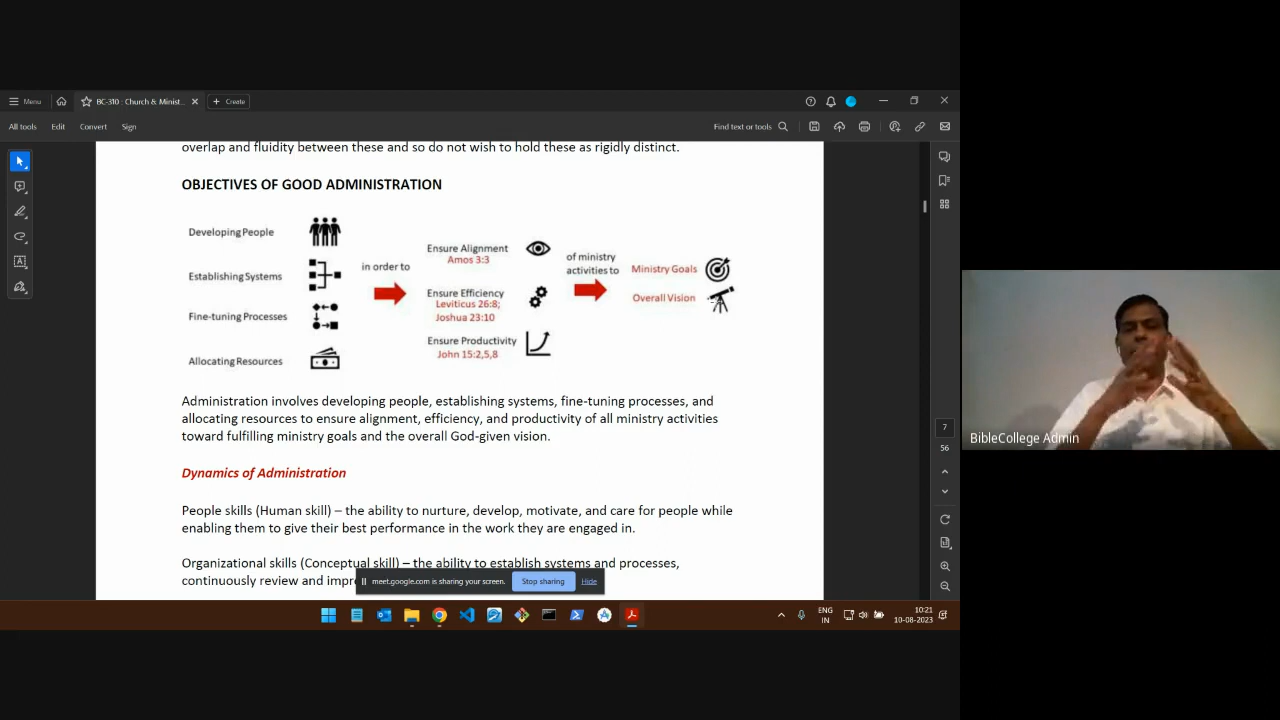 Menu
BC-310 : Church & Minist...
Create
All tools
Edit
Convert
Sign
Find text or tools
overlap and fluidity between these and so do not wish to hold these as rigidly distinct.
OBJECTIVES OF GOOD ADMINISTRATION
Developing People
Establishing Systems
Fine-tuning Processes
Allocating Resources
in order to
Ensure Alignment
Amos 3:3
Ensure Efficiency
Leviticus 26:8;
Joshua 23:10
Ensure Productivity
John 15:2,5,8
of ministry
activities to
Ministry Goals
Overall Vision
Administration involves developing people, establishing systems, fine-tuning processes, and
allocating resources to ensure alignment, efficiency, and productivity of all ministry activities
toward fulfilling ministry goals and the overall God-given vision.
Dynamics of Administration
People skills (Human skill) – the ability to nurture, develop, motivate, and care for people while
enabling them to give their best performance in the work they are engaged in.
Organizational skills (Conceptual skill) – the ability to establish systems and processes,
continuously review and impr
meet.google.com is sharing your screen.
Stop sharing
Hide
7
56
BibleCollege Admin
ENG
IN
10:21
10-08-2023